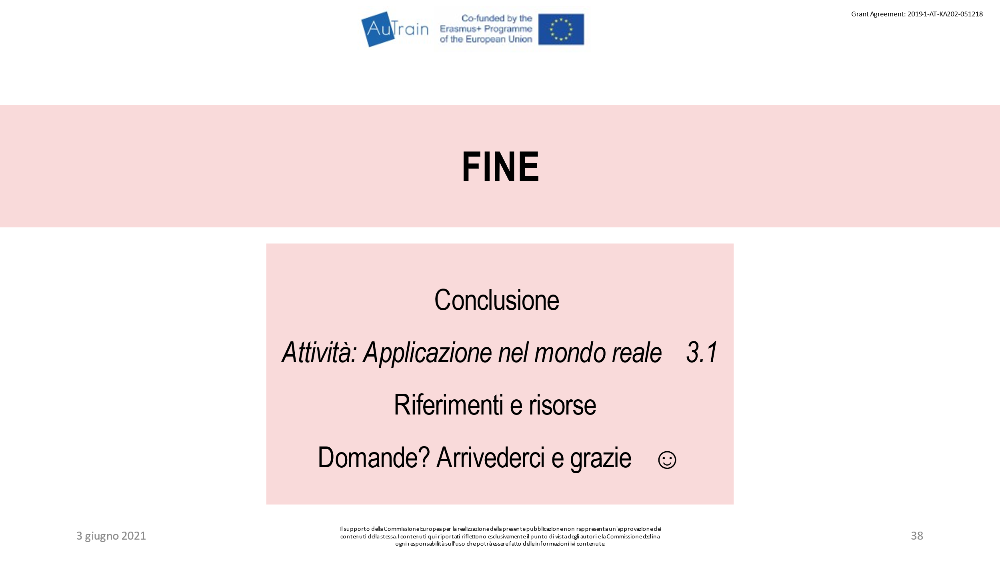 AuTrain
Co-funded by the
Erasmus+ Programme
of the European Union
Grant Agreement: 2019-1-AT-KA202-051218
FINE
Conclusione
Attività: Applicazione nel mondo reale 3.1
Riferimenti e risorse
Domande? Arrivederci e grazie ☺
3 giugno 2021
Il supporto della Commissione Europea per la realizzazione della presente pubblicazione non rappresenta un'approvazione dei
contenuti della stessa. I contenuti qui riportati riflettono esclusivamente il punto di vista degli autori e la Commissione declina
ogni responsabilità sull’uso che potrà essere fatto delle informazioni ivi contenute.
38